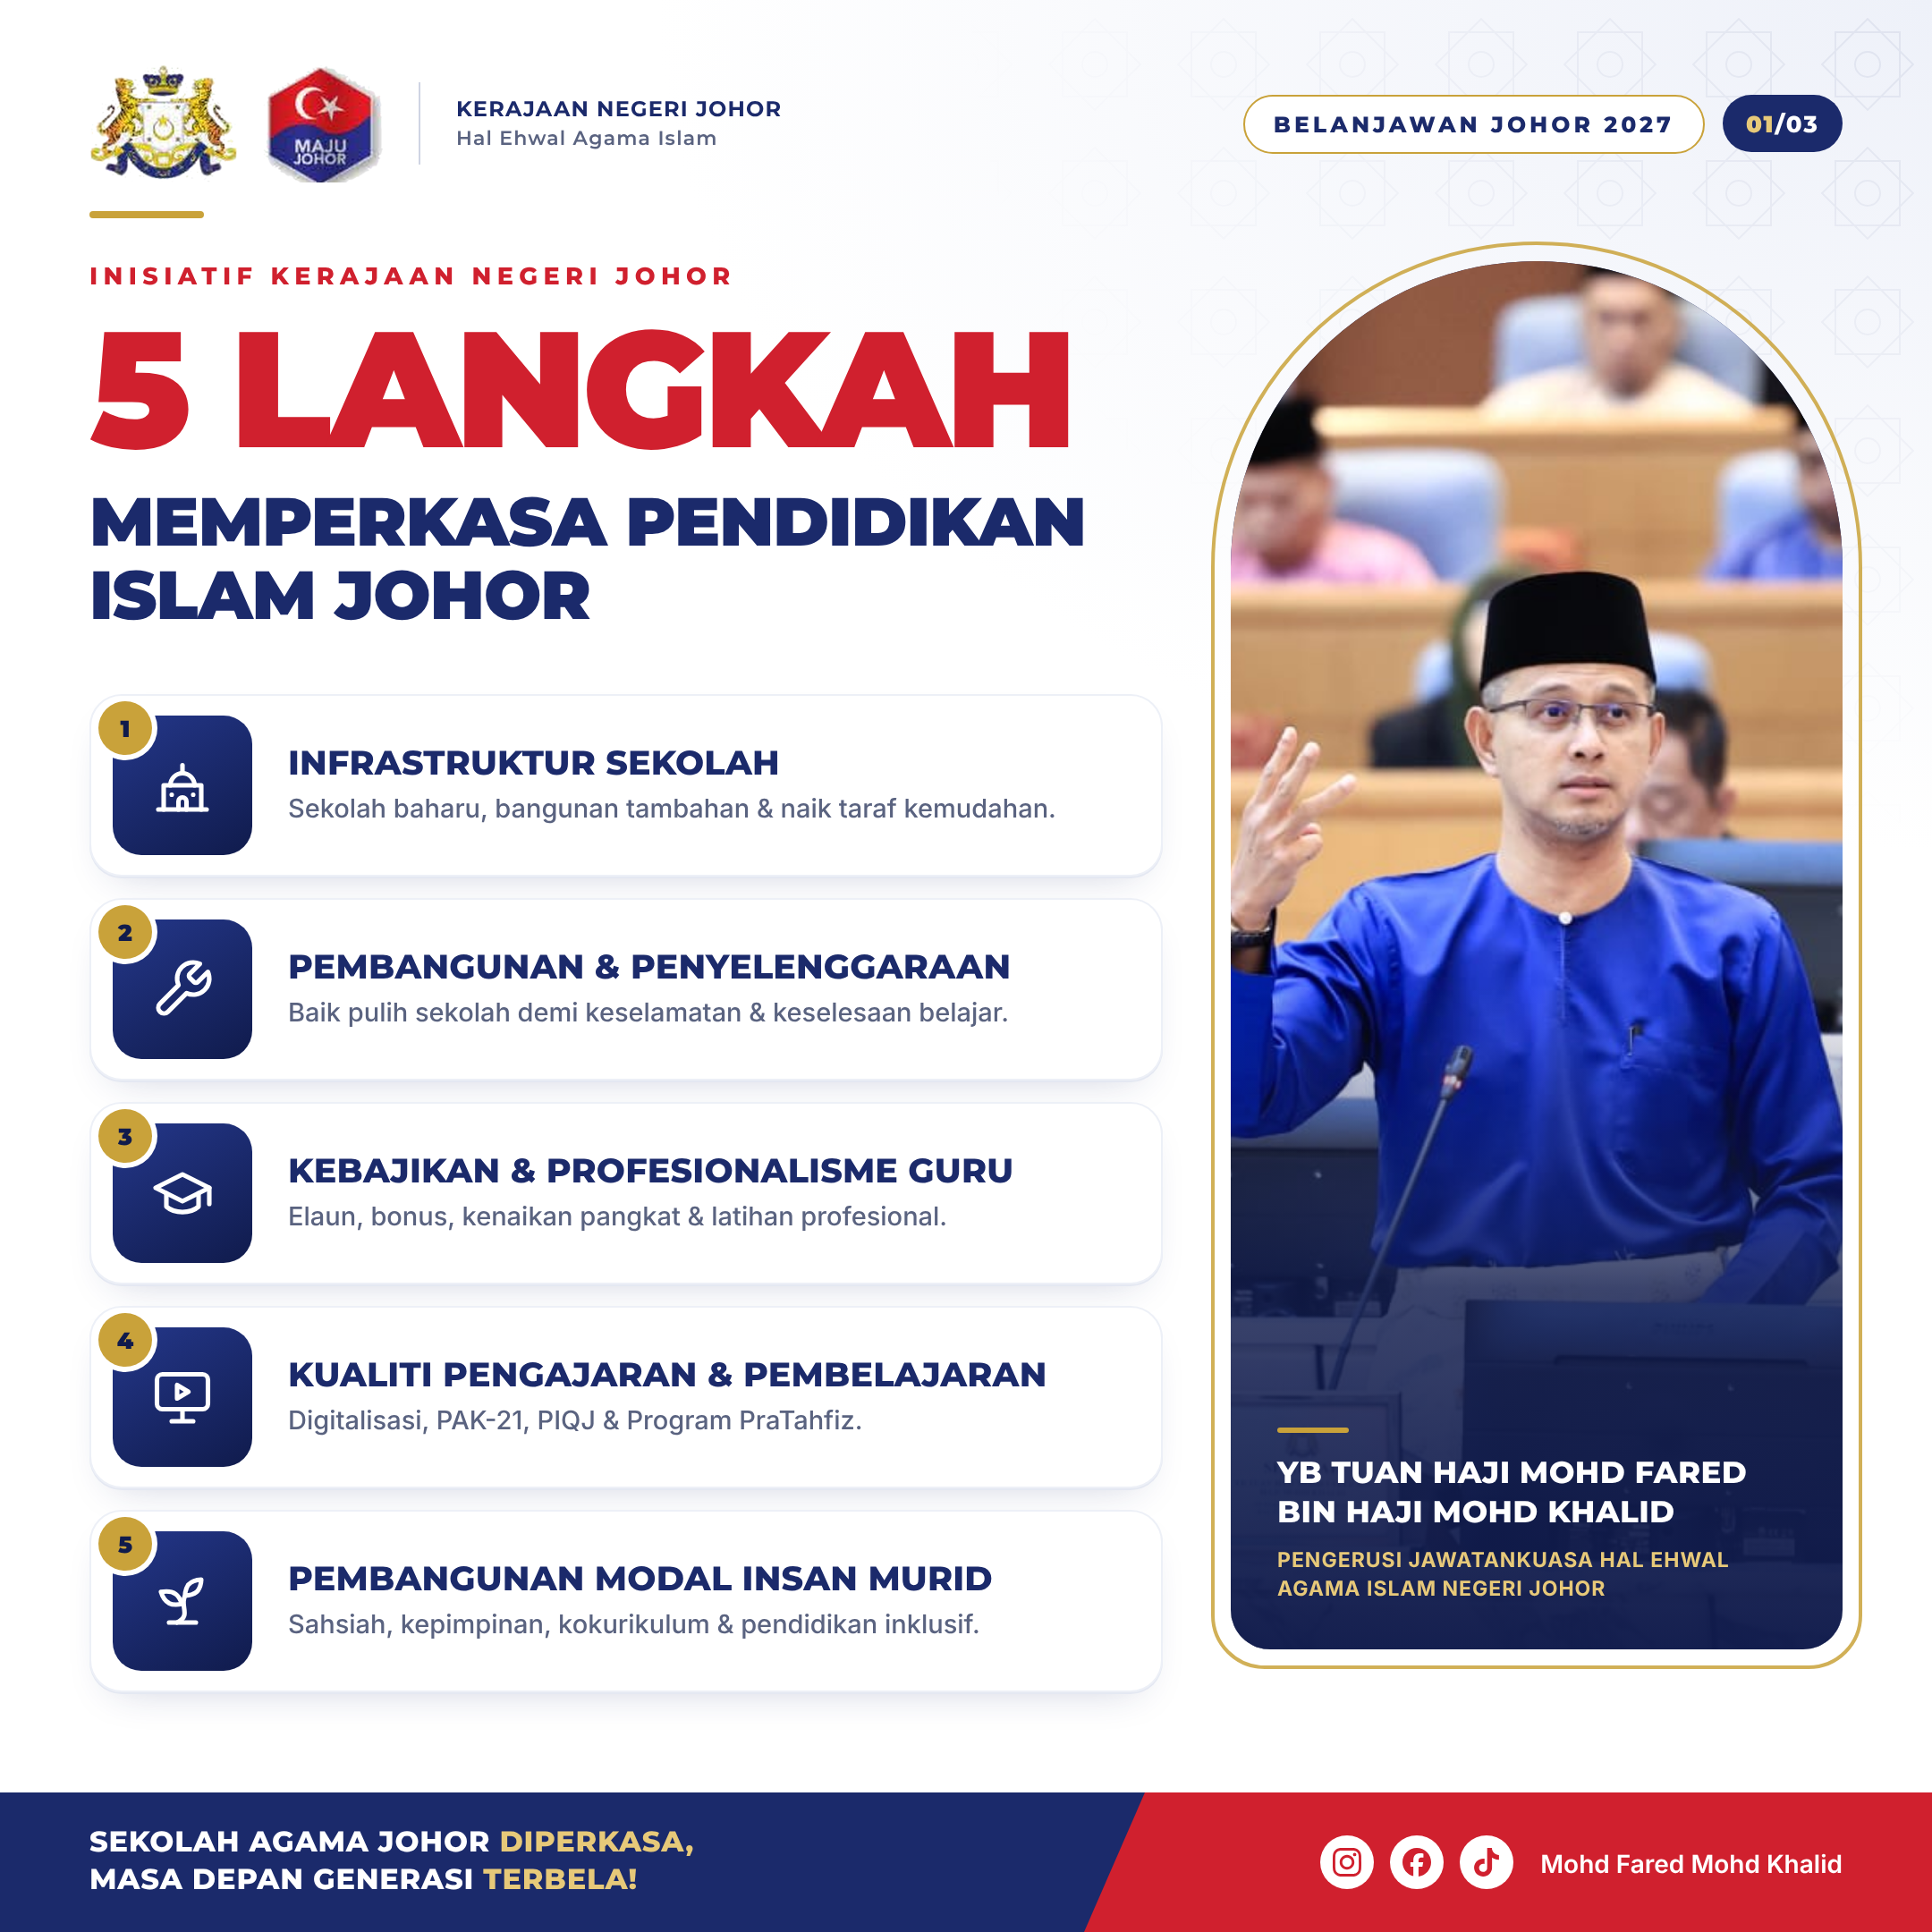 MAJU
JOHOR
KERAJAAN NEGERI JOHOR
Hal Ehwal Agama Islam
BELANJAWAN JOHOR 2027
01/03
INISIATIF KERAJAAN NEGERI JOHOR
5 LANGKAH
MEMPERKASA PENDIDIKAN
ISLAM JOHOR
1
INFRASTRUKTUR SEKOLAH
Sekolah baharu, bangunan tambahan & naik taraf kemudahan.
2
PEMBANGUNAN & PENYELENGGARAAN
Baik pulih sekolah demi keselamatan & keselesaan belajar.
3
KEBAJIKAN & PROFESIONALISME GURU
Elaun, bonus, kenaikan pangkat & latihan profesional.
4
KUALITI PENGAJARAN & PEMBELAJARAN
Digitalisasi, PAK-21, PIQJ & Program PraTahfiz.
5
PEMBANGUNAN MODAL INSAN MURID
Sahsiah, kepimpinan, kokurikulum & pendidikan inklusif.
YB TUAN HAJI MOHD FARED
BIN HAJI MOHD KHALID
PENGERUSI JAWATANKUASA HAL EHWAL
AGAMA ISLAM NEGERI JOHOR
SEKOLAH AGAMA JOHOR DIPERKASA,
MASA DEPAN GENERASI TERBELA!
Mohd Fared Mohd Khalid